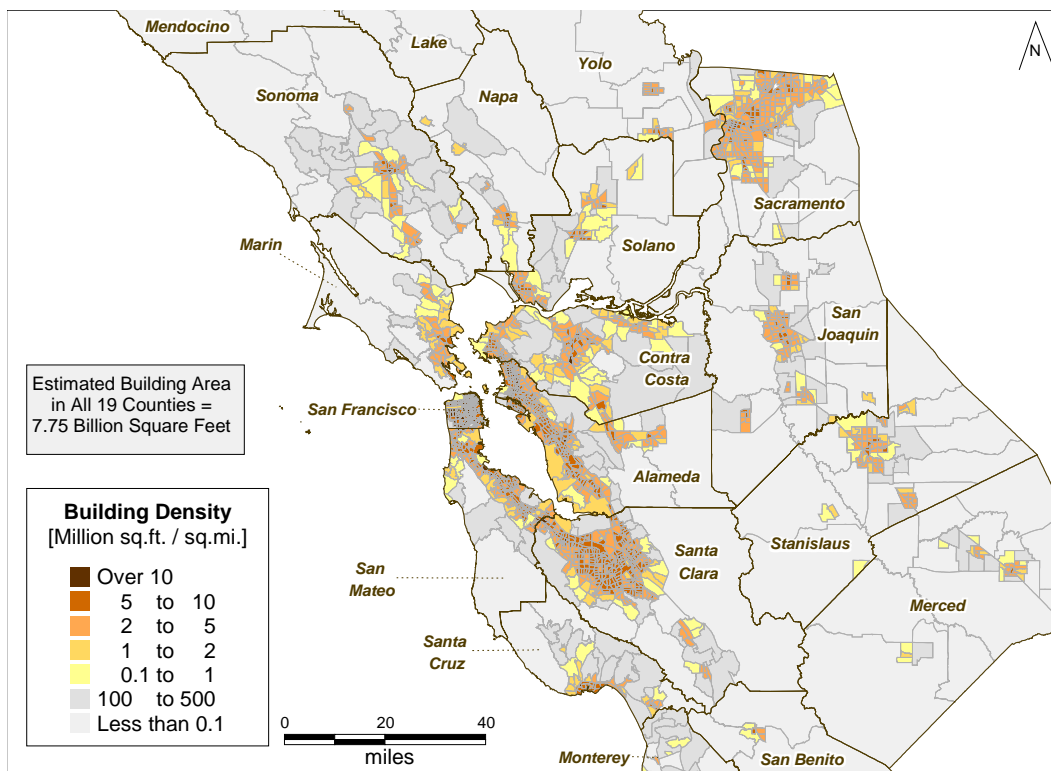 Mendocino
Lake
N
Yolo
Sonoma
Napa
Sacramento
Marin
Solano
San
Joaquin
Contra
Costa
Estimated Building Area
in All 19 Counties =
7.75 Billion Square Feet
San Francisco
Alameda
Building Density
[Million sq.ft. / sq.mi.]
Over 10
5 to 10
2 to 5
1 to 2
0.1 to 1
100 to 500
Less than 0.1
Santa
Clara
Stanislaus
San
Mateo
Merced
Santa
Cruz
0 20 40
miles
Monterey
San Benito